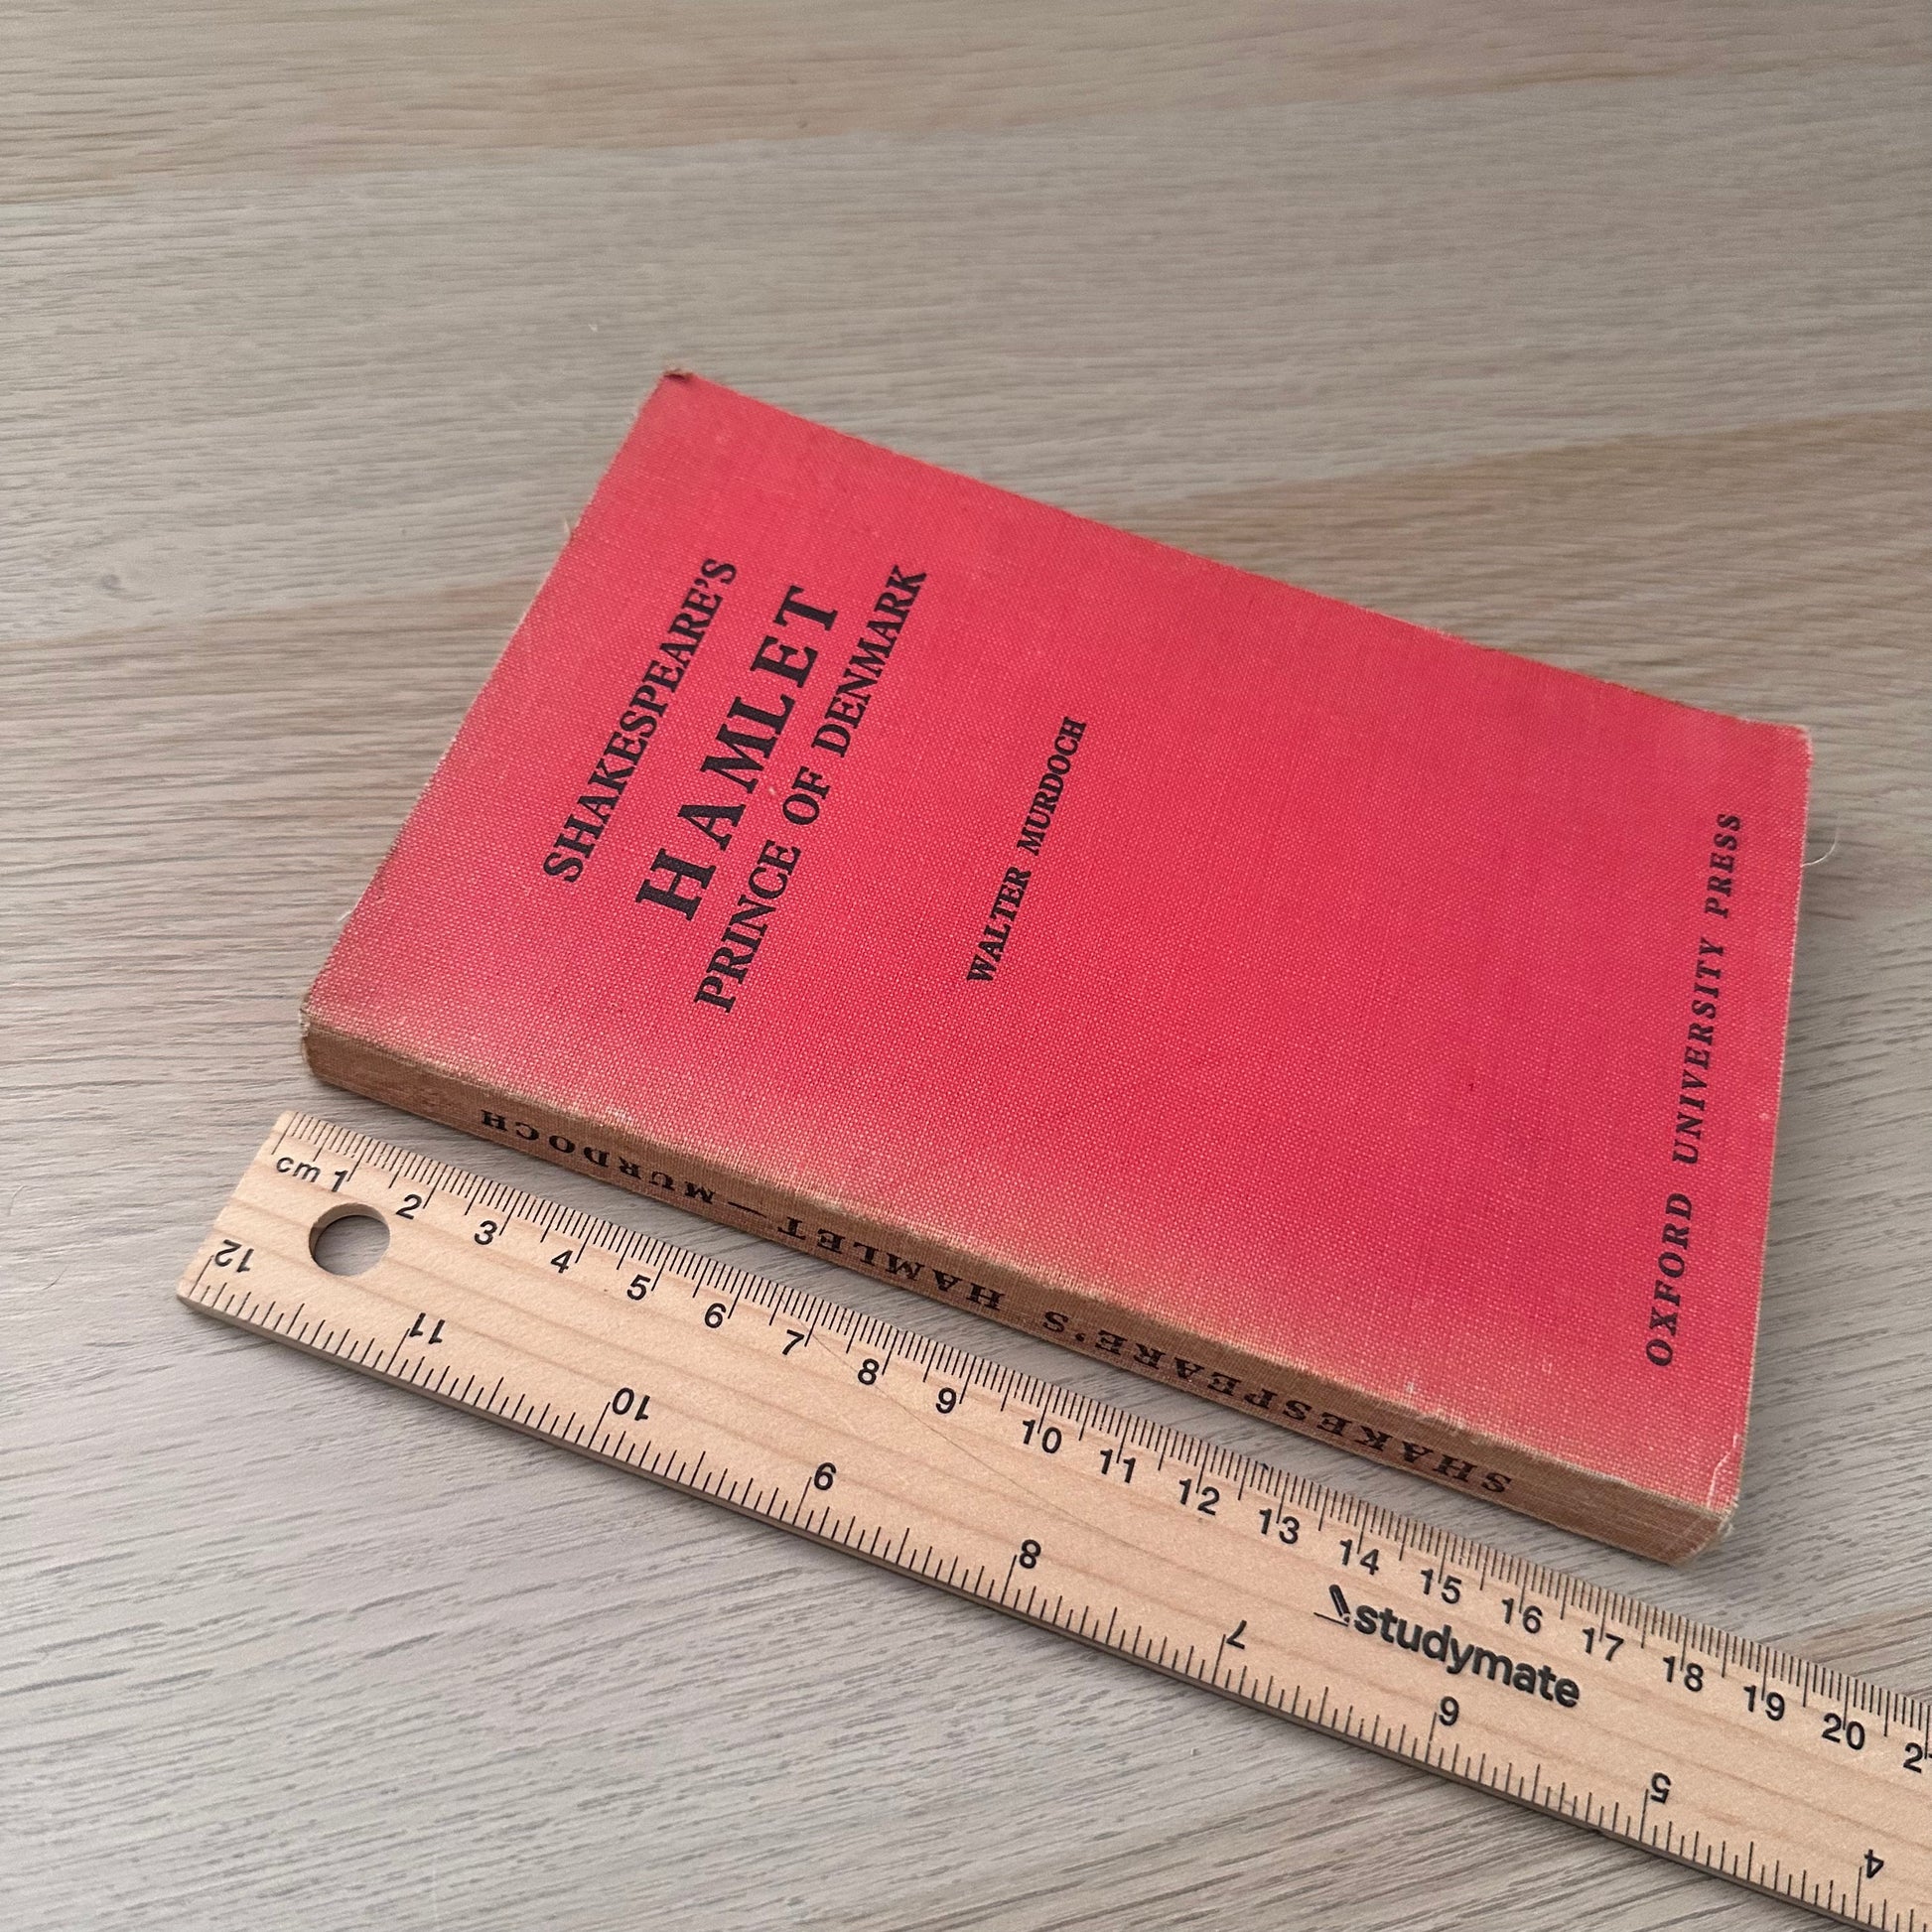 SHAKESPEARE'S
HAMLET
PRINCE OF DENMARK
WALTER MURDOCH
OXFORD UNIVERSITY PRESS
SHAKESPEARE'S HAMLET—MURDOCH
cm 1 2 3 4 5 6 7 8 9 10 11 12 13 14 15 16 17 18 19 20
studymate
4 5 6 7 8 9 10 11 12